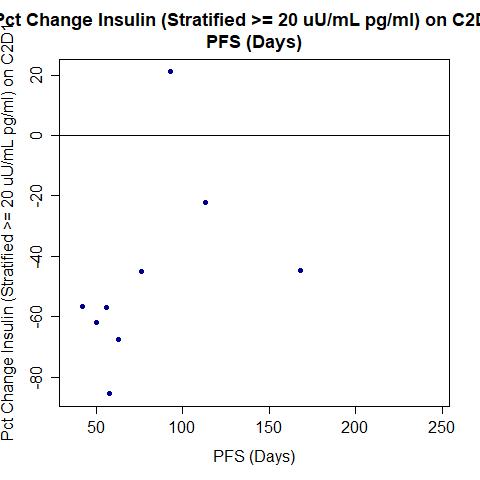 Pct Change Insulin (Stratified >= 20 uU/mL pg/ml) on C2D
PFS (Days)
Pct Change Insulin (Stratified >= 20 uU/mL pg/ml) on C2D1
20
0
-20
-40
-60
-80
50
100
150
200
250
PFS (Days)